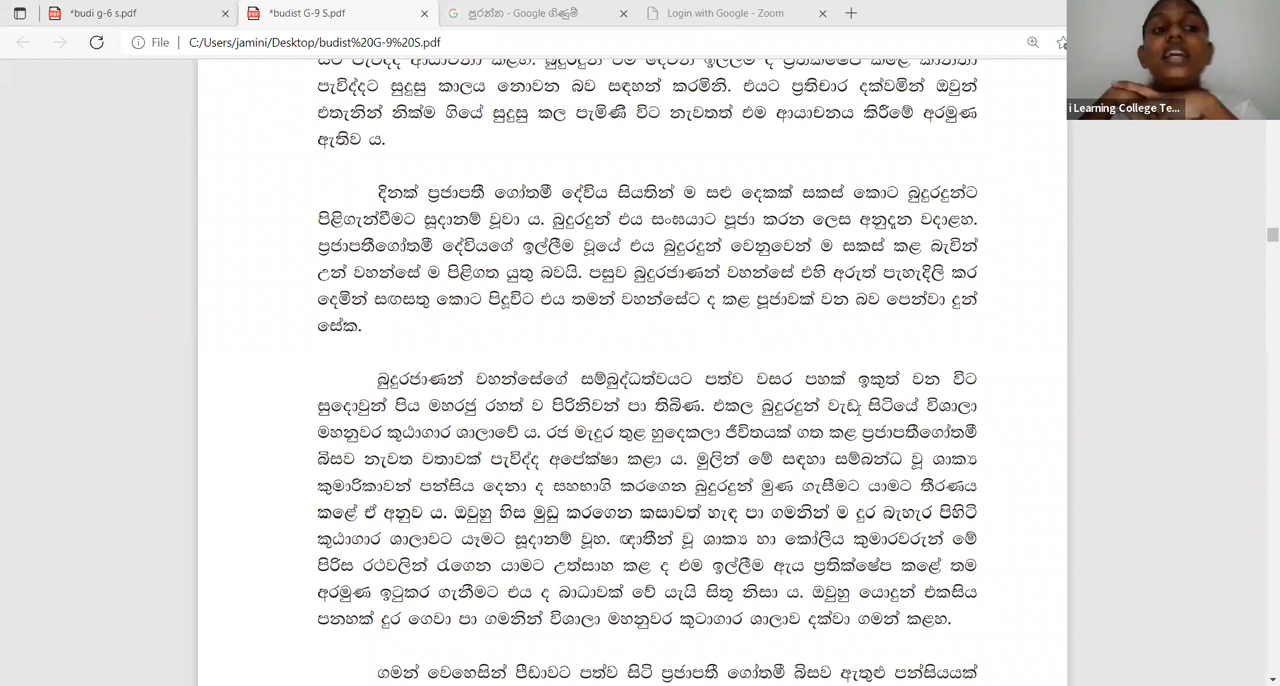 *budi g-6 s.pdf
*budist G-9 S.pdf
පුරන්න - Google ගිණුම්
Login with Google - Zoom
File
C:/Users/jamini/Desktop/budist%20G-9%20S.pdf
i Learning College Te...
පැවිද්දට සුදුසු කාලය නොවන බව සඳහන් කරමිනි. එයට ප්‍රතිචාර දක්වමින් ඔවුන්
එතැනින් නික්ම ගියේ සුදුසු කල පැමිණි විට නැවතත් එම ආයාචනය කිරීමේ අරමුණ
ඇතිව ය.
දිනක් ප්‍රජාපතී ගෝතමී දේවිය සියතින් ම සළු දෙකක් සකස් කොට බුදුරදුන්ට
පිළිගැන්වීමට සූදානම් වූවා ය. බුදුරදුන් එය සංඝයාට පූජා කරන ලෙස අනුදැන වදාළහ.
ප්‍රජාපතීගෝතමී දේවියගේ ඉල්ලීම වූයේ එය බුදුරදුන් වෙනුවෙන් ම සකස් කළ බැවින්
උන් වහන්සේ ම පිළිගත යුතු බවයි. පසුව බුදුරජාණන් වහන්සේ එහි අරුත් පැහැදිලි කර
දෙමින් සඟසතු කොට පිදූවිට එය තමන් වහන්සේට ද කළ පූජාවක් වන බව පෙන්වා දුන්
සේක.
බුදුරජාණන් වහන්සේගේ සම්බුද්ධත්වයට පත්ව වසර පහක් ඉකුත් වන විට
සුදොවුන් පිය මහරජු රහත් ව පිරිනිවන් පා තිබිණ. එකල බුදුරදුන් වැඩ සිටියේ විශාලා
මහනුවර කූඨාගාර ශාලාවේ ය. රජ මැදුර තුළ හුදෙකලා ජීවිතයක් ගත කළ ප්‍රජාපතීගෝතමී
බිසව නැවත වතාවක් පැවිද්ද අපේක්ෂා කළා ය. මුලින් මේ සඳහා සම්බන්ධ වූ ශාක්‍ය
කුමාරිකාවන් පන්සිය දෙනා ද සහභාගි කරගෙන බුදුරදුන් මුණ ගැසීමට යාමට තීරණය
කළේ ඒ අනුව ය. ඔවුහු හිස මුඩු කරගෙන කසාවත් හැඳ පා ගමනින් ම දුර බැහැර පිහිටි
කූඨාගාර ශාලාවට යෑමට සූදානම් වූහ. ඥාතීන් වූ ශාක්‍ය හා කෝලිය කුමාරවරුන් මේ
පිරිස රථවලින් රැගෙන යාමට උත්සාහ කළ ද එම ඉල්ලීම ඇය ප්‍රතික්ෂේප කළේ තම
අරමුණ ඉටුකර ගැනීමට එය ද බාධාවක් වේ යැයි සිතූ නිසා ය. ඔවුහු යොදුන් එකසිය
පනහක් දුර ගෙවා පා ගමනින් විශාලා මහනුවර කූටාගාර ශාලාව දක්වා ගමන් කළහ.
ගමන් වෙහෙසින් පීඩාවට පත්ව සිටි ප්‍රජාපතී ගෝතමී බිසව ඇතුළු පන්සියයක්